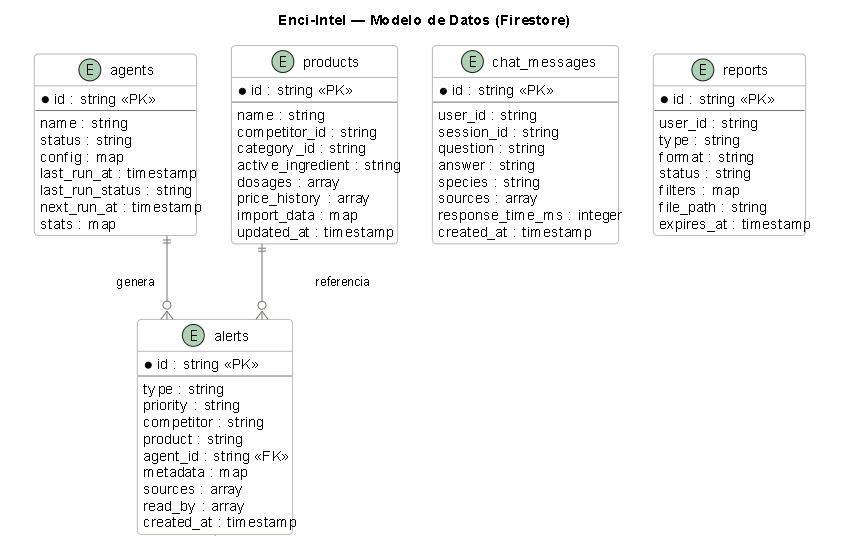 Enci-Intel — Modelo de Datos (Firestore)
E agents
id : string «PK»
name : string
status : string
config : map
last_run_at : timestamp
last_run_status : string
next_run_at : timestamp
stats : map
E products
id : string «PK»
name : string
competitor_id : string
category_id : string
active_ingredient : string
dosages : array
price_history : array
import_data : map
updated_at : timestamp
E chat_messages
id : string «PK»
user_id : string
session_id : string
question : string
answer : string
species : string
sources : array
response_time_ms : integer
created_at : timestamp
E reports
id : string «PK»
user_id : string
type : string
format : string
status : string
filters : map
file_path : string
expires_at : timestamp
genera
referencia
E alerts
id : string «PK»
type : string
priority : string
competitor : string
product : string
agent_id : string «FK»
metadata : map
sources : array
read_by : array
created_at : timestamp